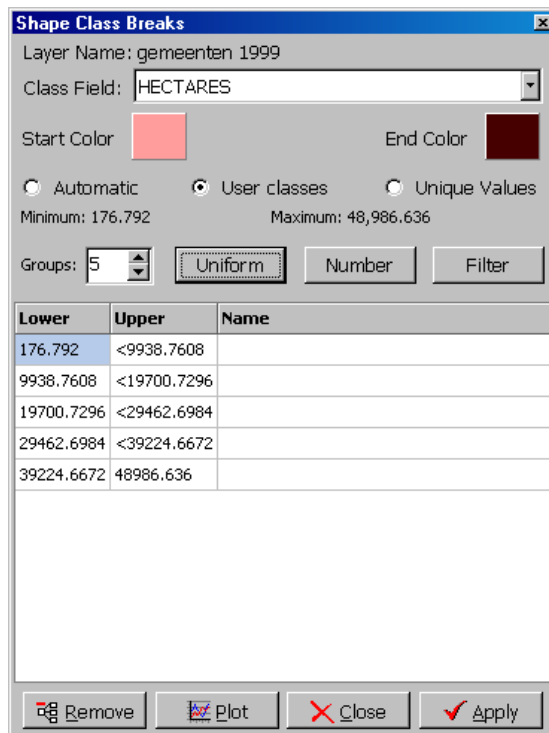 Shape Class Breaks
Layer Name: gemeenten 1999
Class Field: HECTARES
Start Color End Color
Automatic User classes Unique Values
Minimum: 176.792 Maximum: 48,986.636
Groups: 5 Uniform Number Filter
Lower Upper Name
176.792 <9938.7608
9938.7608 <19700.7296
19700.7296 <29462.6984
29462.6984 <39224.6672
39224.6672 48986.636
Remove Plot Close Apply